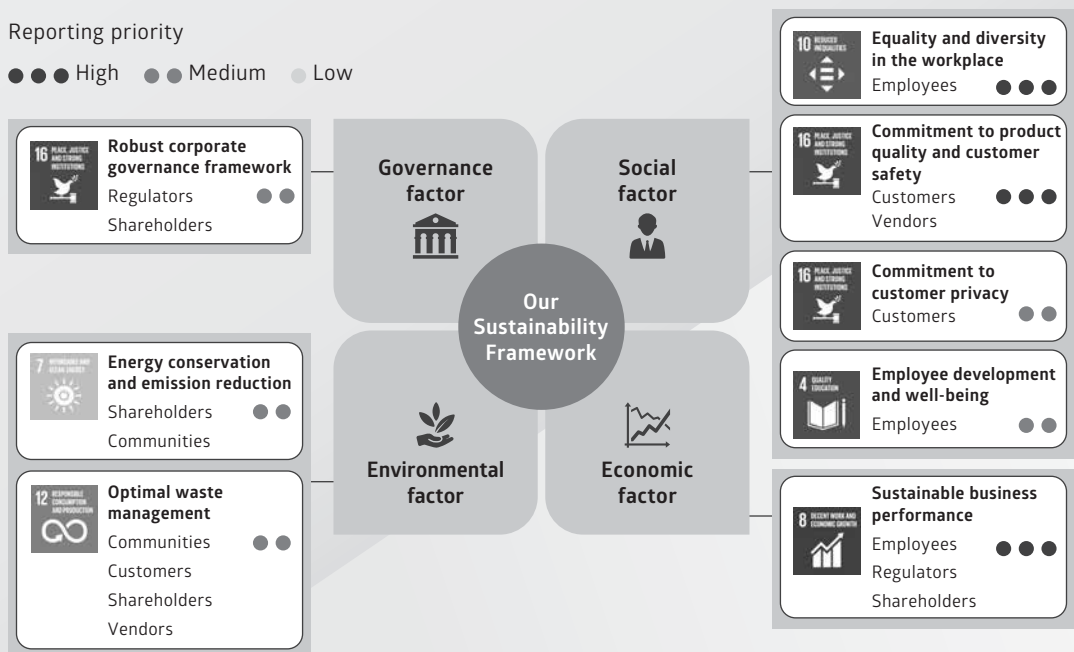 Reporting priority
High Medium Low
16 PEACE, JUSTICE
AND STRONG
INSTITUTIONS
Robust corporate
governance framework
Regulators
Shareholders
7 AFFORDABLE AND
CLEAN ENERGY
Energy conservation
and emission reduction
Shareholders
Communities
12 RESPONSIBLE
CONSUMPTION
AND PRODUCTION
Optimal waste
management
Communities
Customers
Shareholders
Vendors
Governance
factor
Social
factor
Our
Sustainability
Framework
Environmental
factor
Economic
factor
10 REDUCED
INEQUALITIES
Equality and diversity
in the workplace
Employees
16 PEACE, JUSTICE
AND STRONG
INSTITUTIONS
Commitment to product
quality and customer
safety
Customers
Vendors
16 PEACE, JUSTICE
AND STRONG
INSTITUTIONS
Commitment to
customer privacy
Customers
4 QUALITY
EDUCATION
Employee development
and well-being
Employees
8 DECENT WORK AND
ECONOMIC GROWTH
Sustainable business
performance
Employees
Regulators
Shareholders